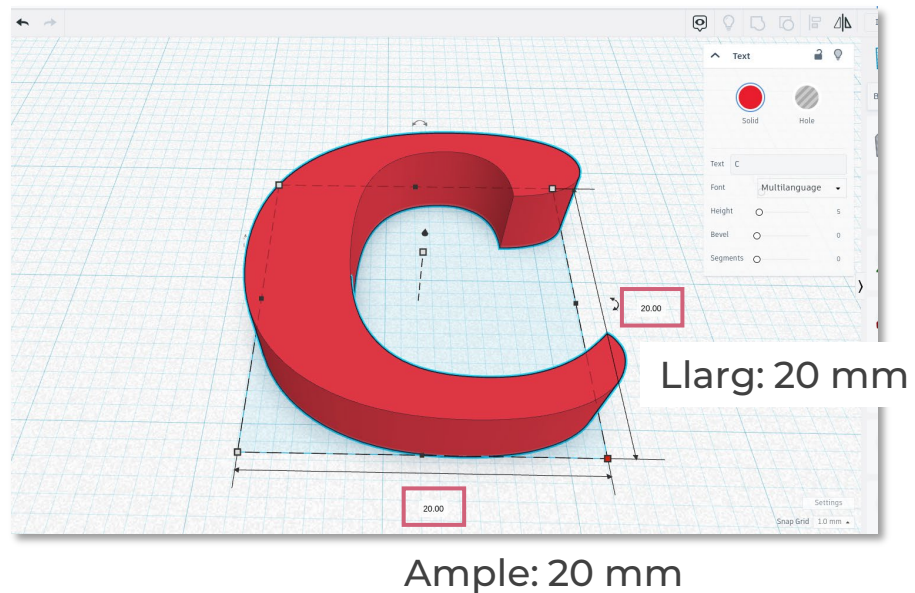 Text
Solid
Hole
Text C
Font Multilanguage
Height 5
Bevel 0
Segments 0
20.00
Llarg: 20 mm
20.00
Settings
Snap Grid 1.0 mm
Ample: 20 mm